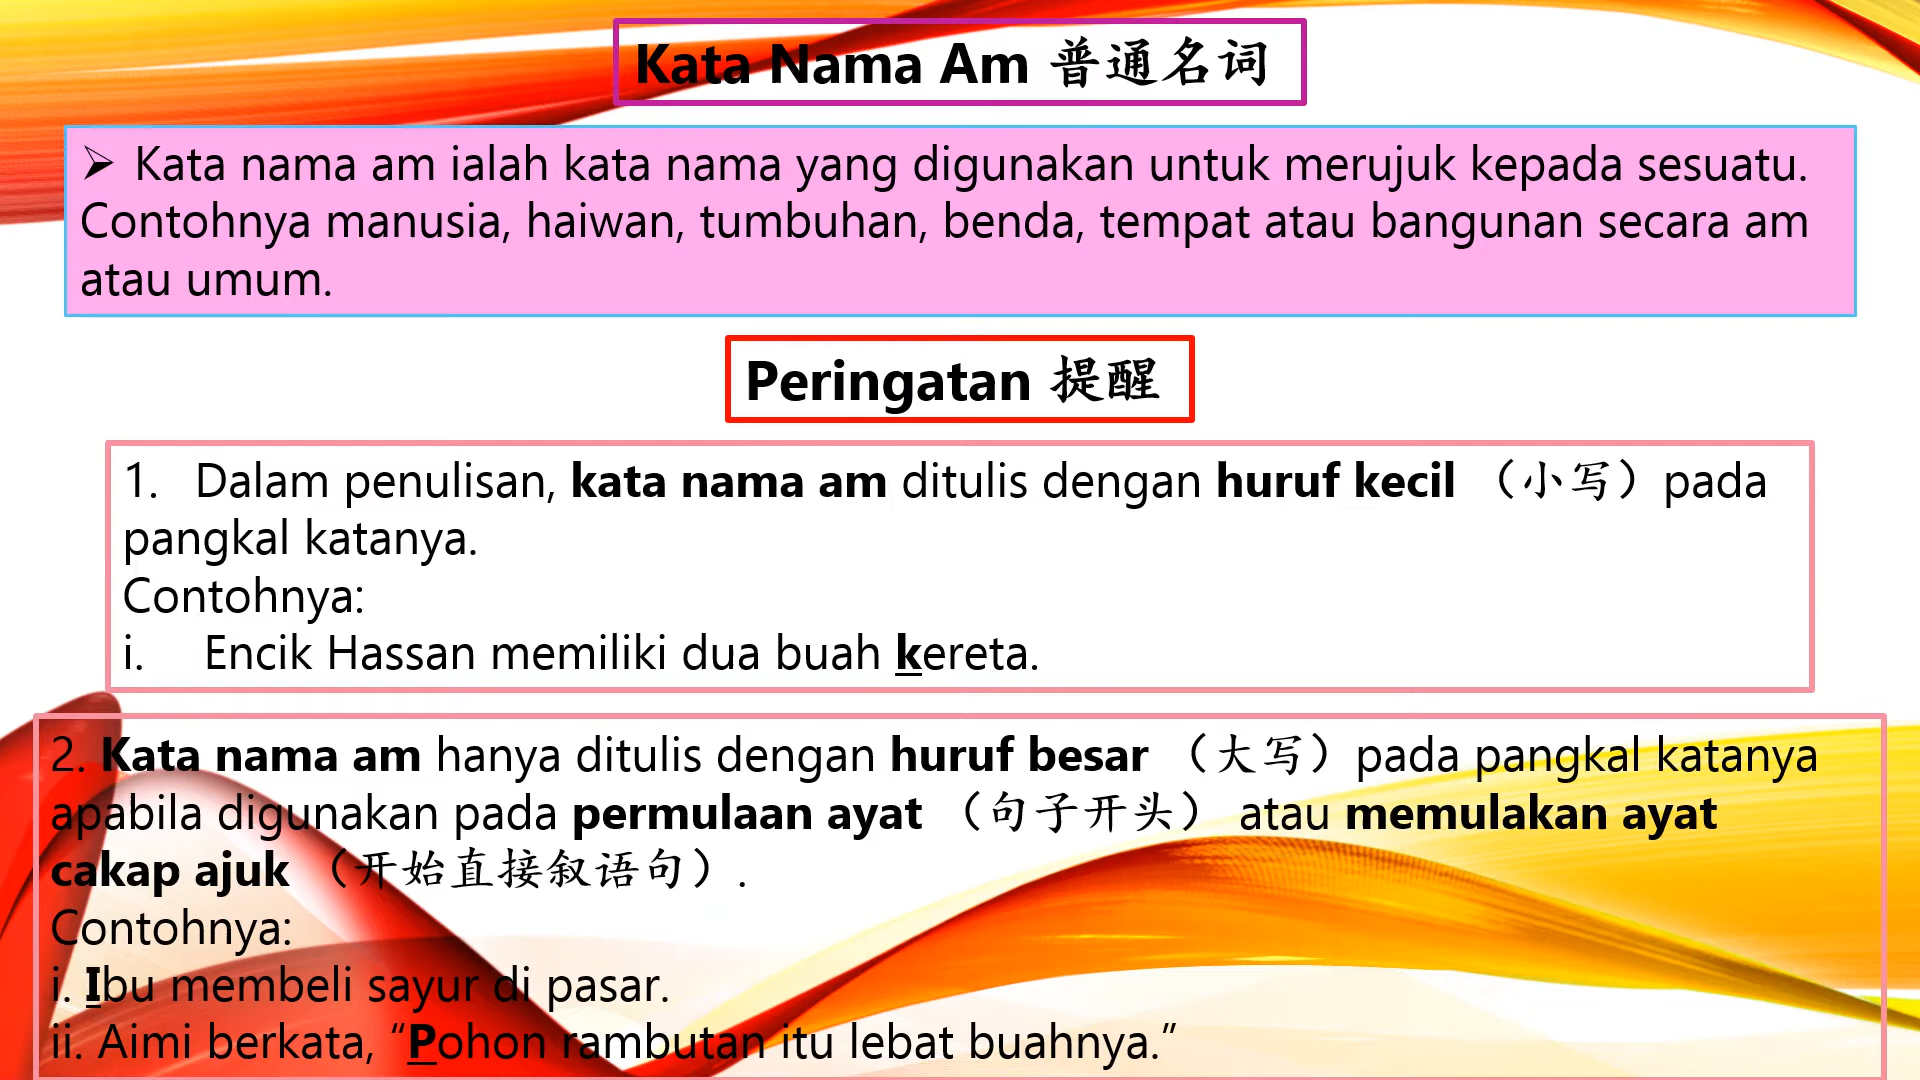 Kata Nama Am 普通名词
➢ Kata nama am ialah kata nama yang digunakan untuk merujuk kepada sesuatu.
Contohnya manusia, haiwan, tumbuhan, benda, tempat atau bangunan secara am
atau umum.
Peringatan 提醒
1. Dalam penulisan, kata nama am ditulis dengan huruf kecil （小写）pada
pangkal katanya.
Contohnya:
i. Encik Hassan memiliki dua buah kereta.
2. Kata nama am hanya ditulis dengan huruf besar （大写）pada pangkal katanya
apabila digunakan pada permulaan ayat （句子开头） atau memulakan ayat
cakap ajuk （开始直接叙语句）.
Contohnya:
i. Ibu membeli sayur di pasar.
ii. Aimi berkata, “Pohon rambutan itu lebat buahnya.”